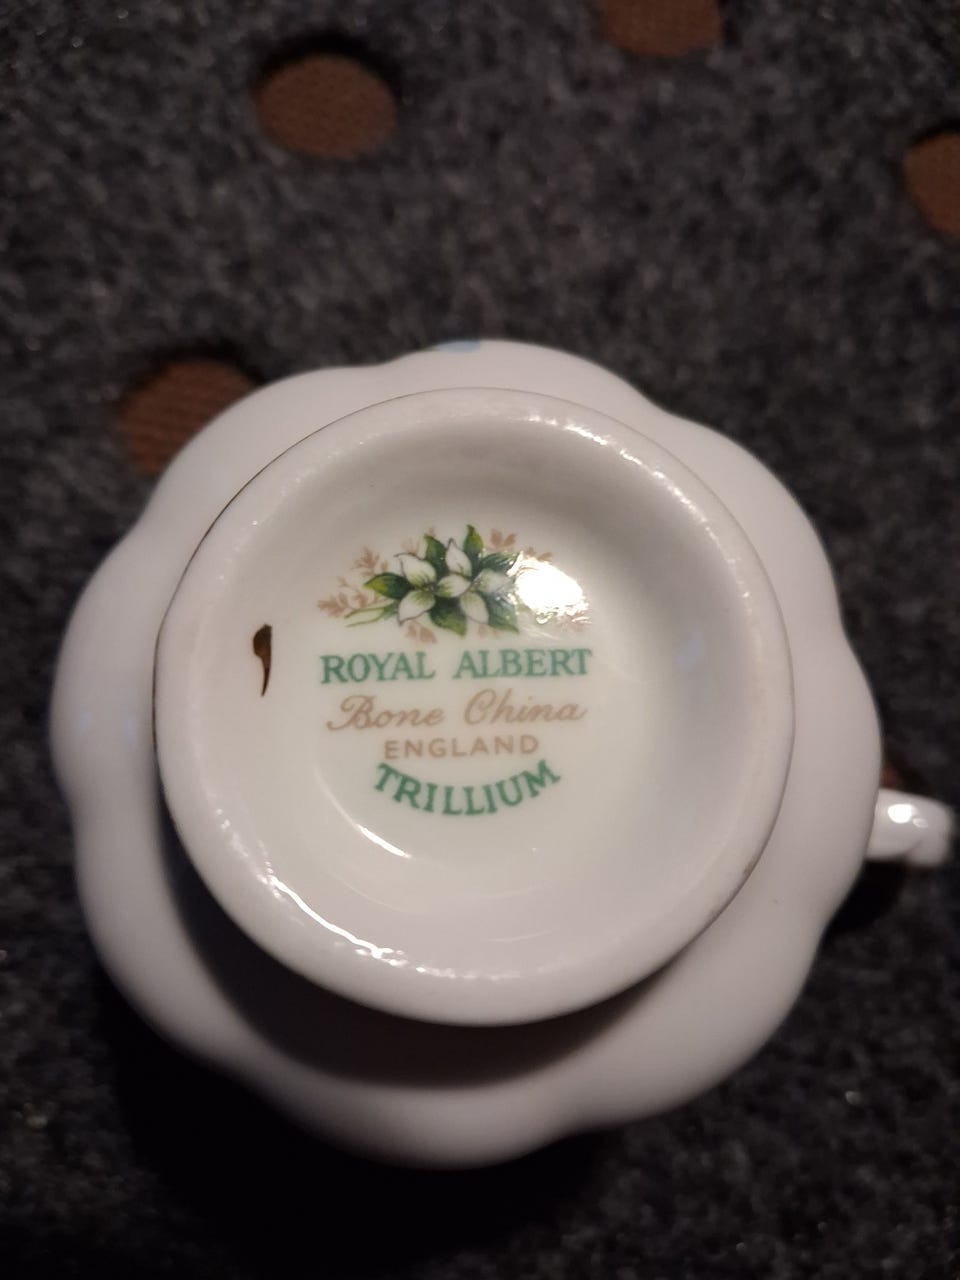 ROYAL ALBERT
Bone China
ENGLAND
TRILLIUM